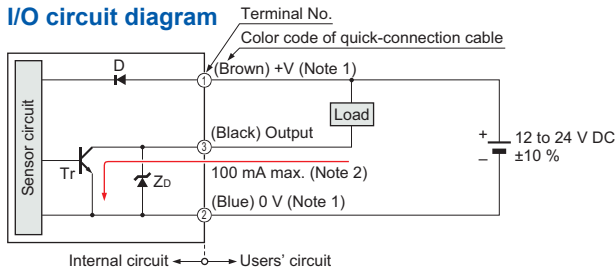 I/O circuit diagram
Terminal No.
Color code of quick-connection cable
D
1
(Brown) +V (Note 1)
Load
Sensor circuit
(Black) Output
3
Tr
ZD
100 mA max. (Note 2)
+
–
12 to 24 V DC
±10 %
(Blue) 0 V (Note 1)
2
Internal circuit
Users' circuit